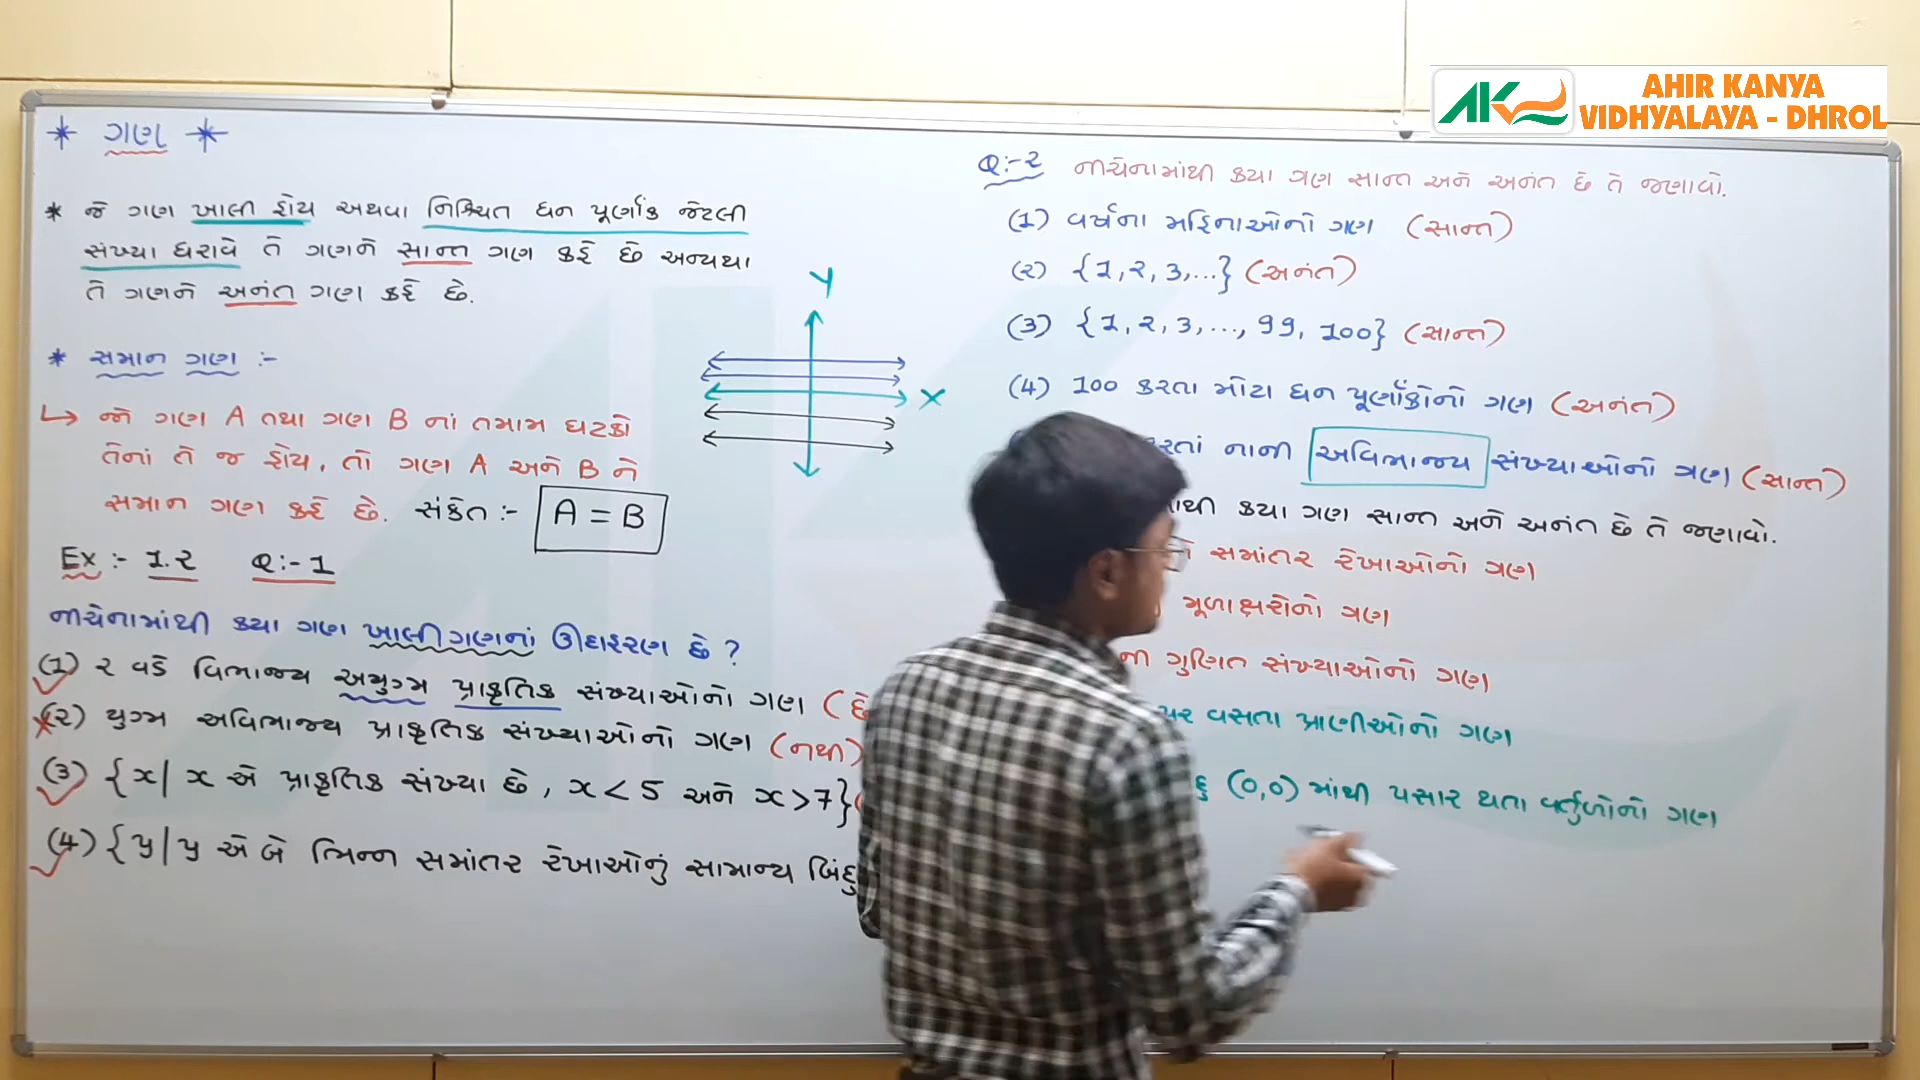 * ગણ *
* જે ગણ ખાલી હોય અથવા નિશ્ચિત ધન પૂર્ણાંક જેટલી
સંખ્યા ધરાવે તે ગણને સાન્ત ગણ કહે છે અન્યથા
તે ગણને અનંત ગણ કહે છે.
* સમાન ગણ :-
↳ જો ગણ A તથા ગણ B નાં તમામ ઘટકો
તેનાં તે જ હોય, તો ગણ A અને B ને
સમાન ગણ કહે છે. સંકેત :- A = B
Ex :- 1.2 Q:- 1
નીચેનામાંથી કયા ગણ ખાલીગણનાં ઉદાહરણ છે ?
(1) ૨ વડે વિભાજ્ય અયુગ્મ પ્રાકૃતિક સંખ્યાઓનો ગણ (છે
(૨) યુગ્મ અવિભાજ્ય પ્રાકૃતિક સંખ્યાઓનો ગણ (નથી)
(3) {x| x એ પ્રાકૃતિક સંખ્યા છે, x < 5 અને x > 7} (
(4) {y|y એ બે ભિન્ન સમાંતર રેખાઓનું સામાન્ય બિંદુ
Y
X
AHIR KANYA
VIDHYALAYA - DHROL
Q:-૨ નીચેનામાંથી કયા ગણ સાન્ત અને અનંત છે તે જણાવો.
(1) વર્ષના મહિનાઓનો ગણ (સાન્ત)
(૨) {1,૨,3,...} (અનંત)
(3) {1, ૨, 3, ..., 99, 100} (સાન્ત)
(4) 100 કરતા મોટા ધન પૂર્ણાંકોનો ગણ (અનંત)
નાની અવિભાજ્ય સંખ્યાઓનો ગણ (સાન્ત)
કયા ગણ સાન્ત અને અનંત છે તે જણાવો.
સમાંતર રેખાઓનો ગણ
મૂળાક્ષરોનો ગણ
ગુણિત સંખ્યાઓનો ગણ
વસતા પ્રાણીઓનો ગણ
(0,0) માંથી પસાર થતા વર્તુળોનો ગણ